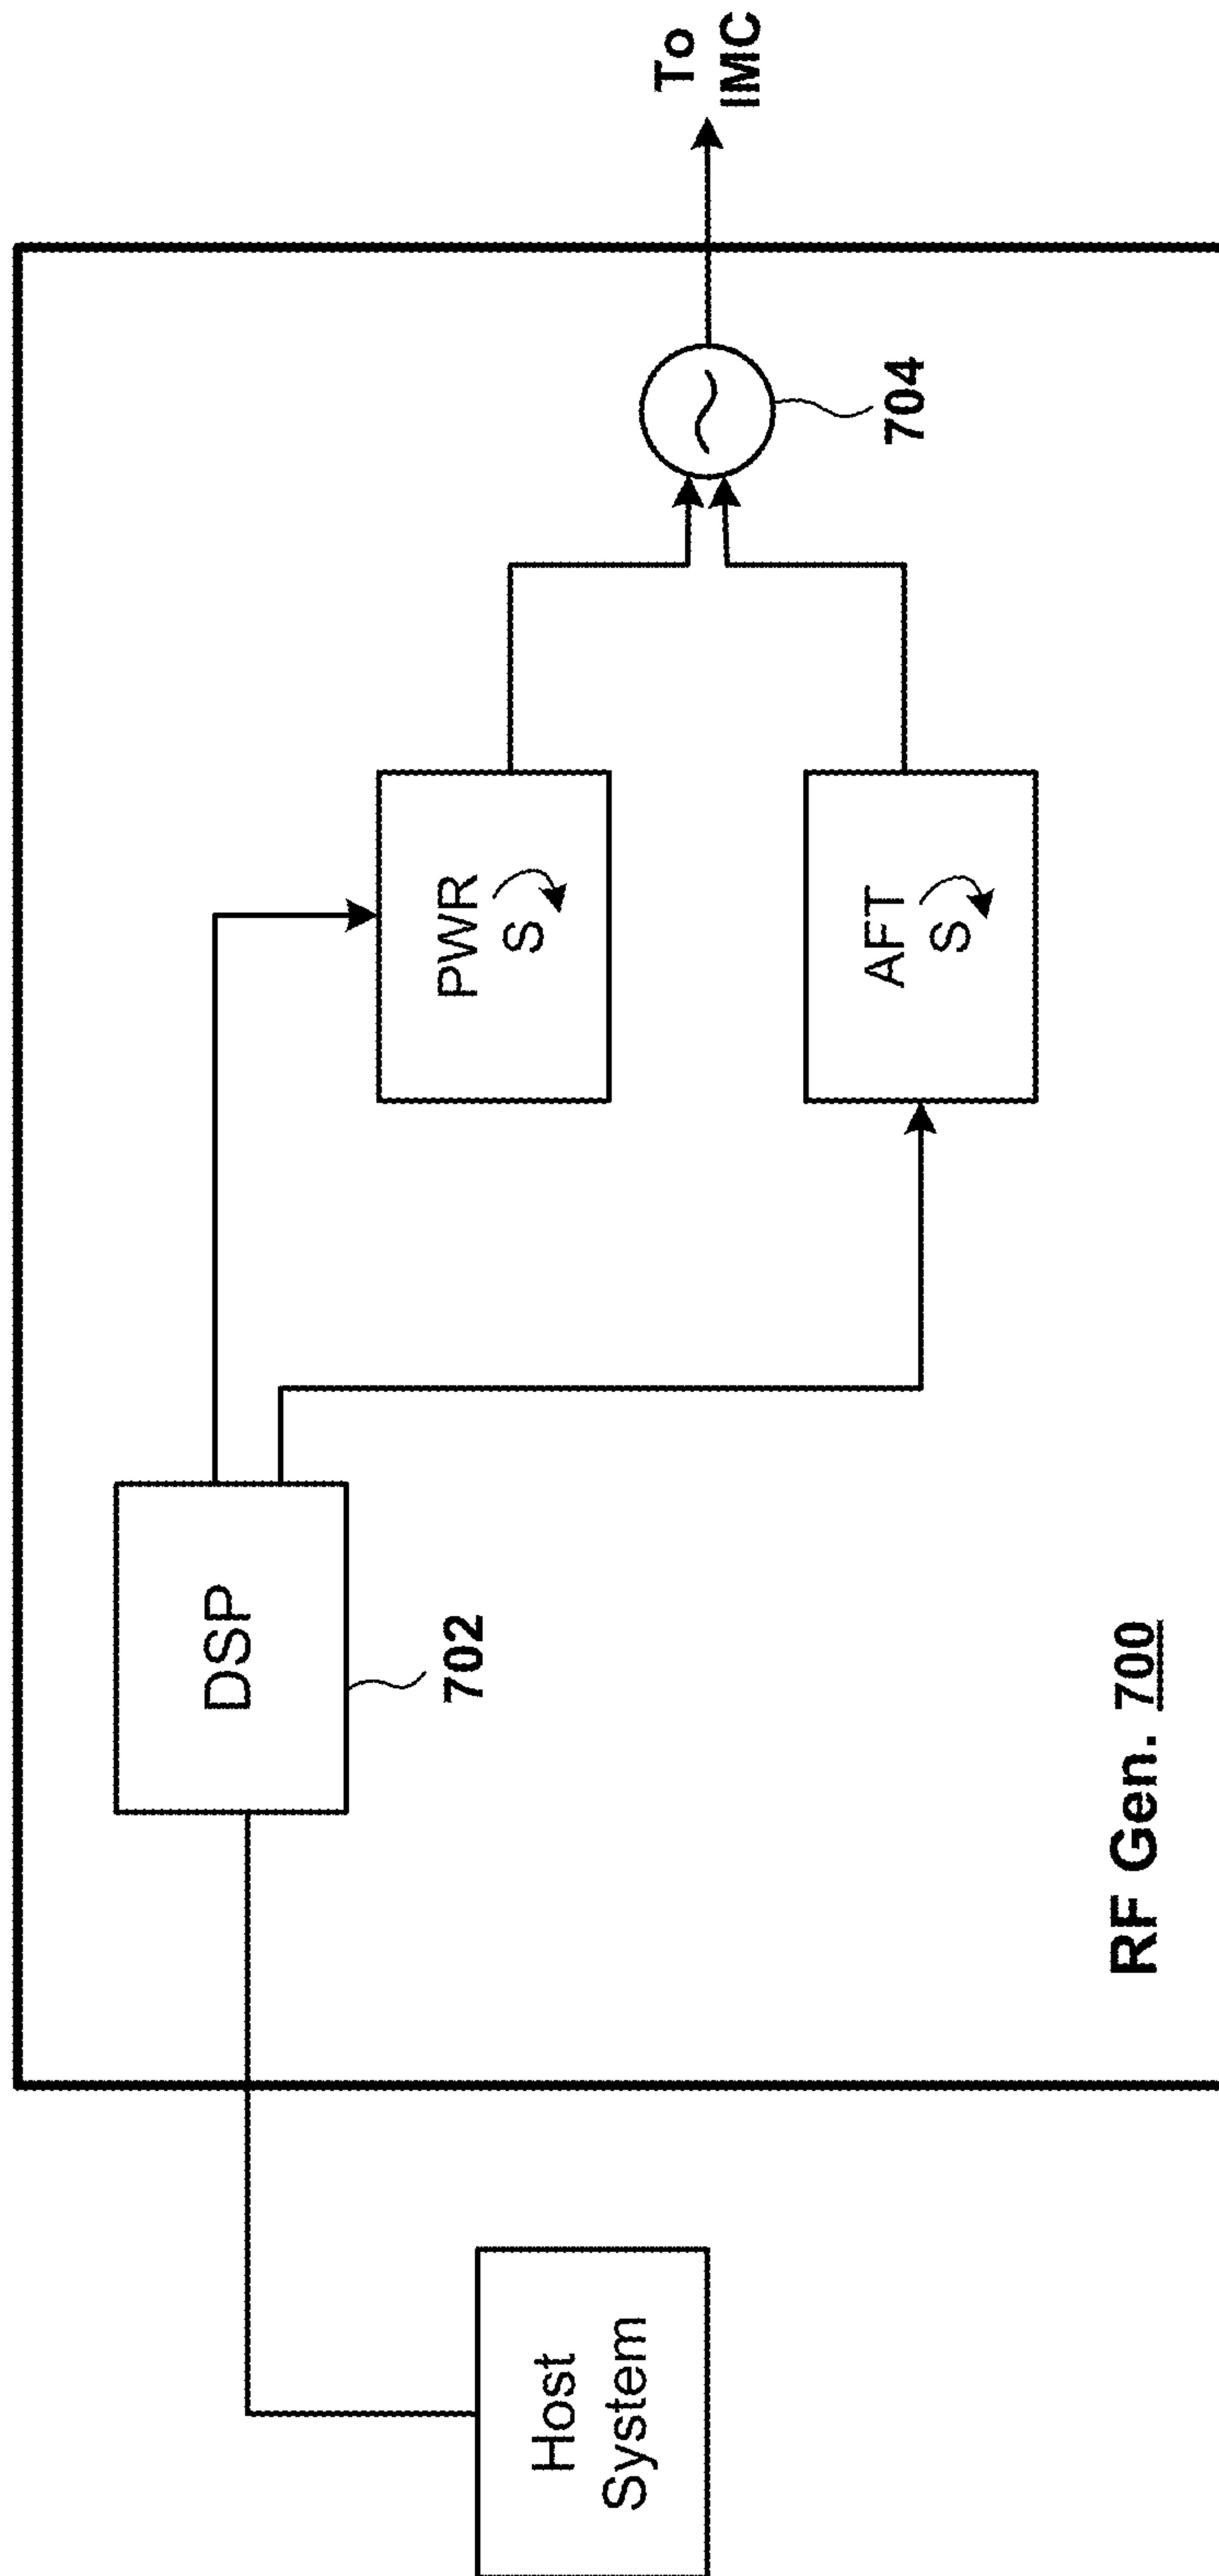 Host
System
DSP
702
PWR
S
AFT
S
704
To
IMC
RF Gen. 700